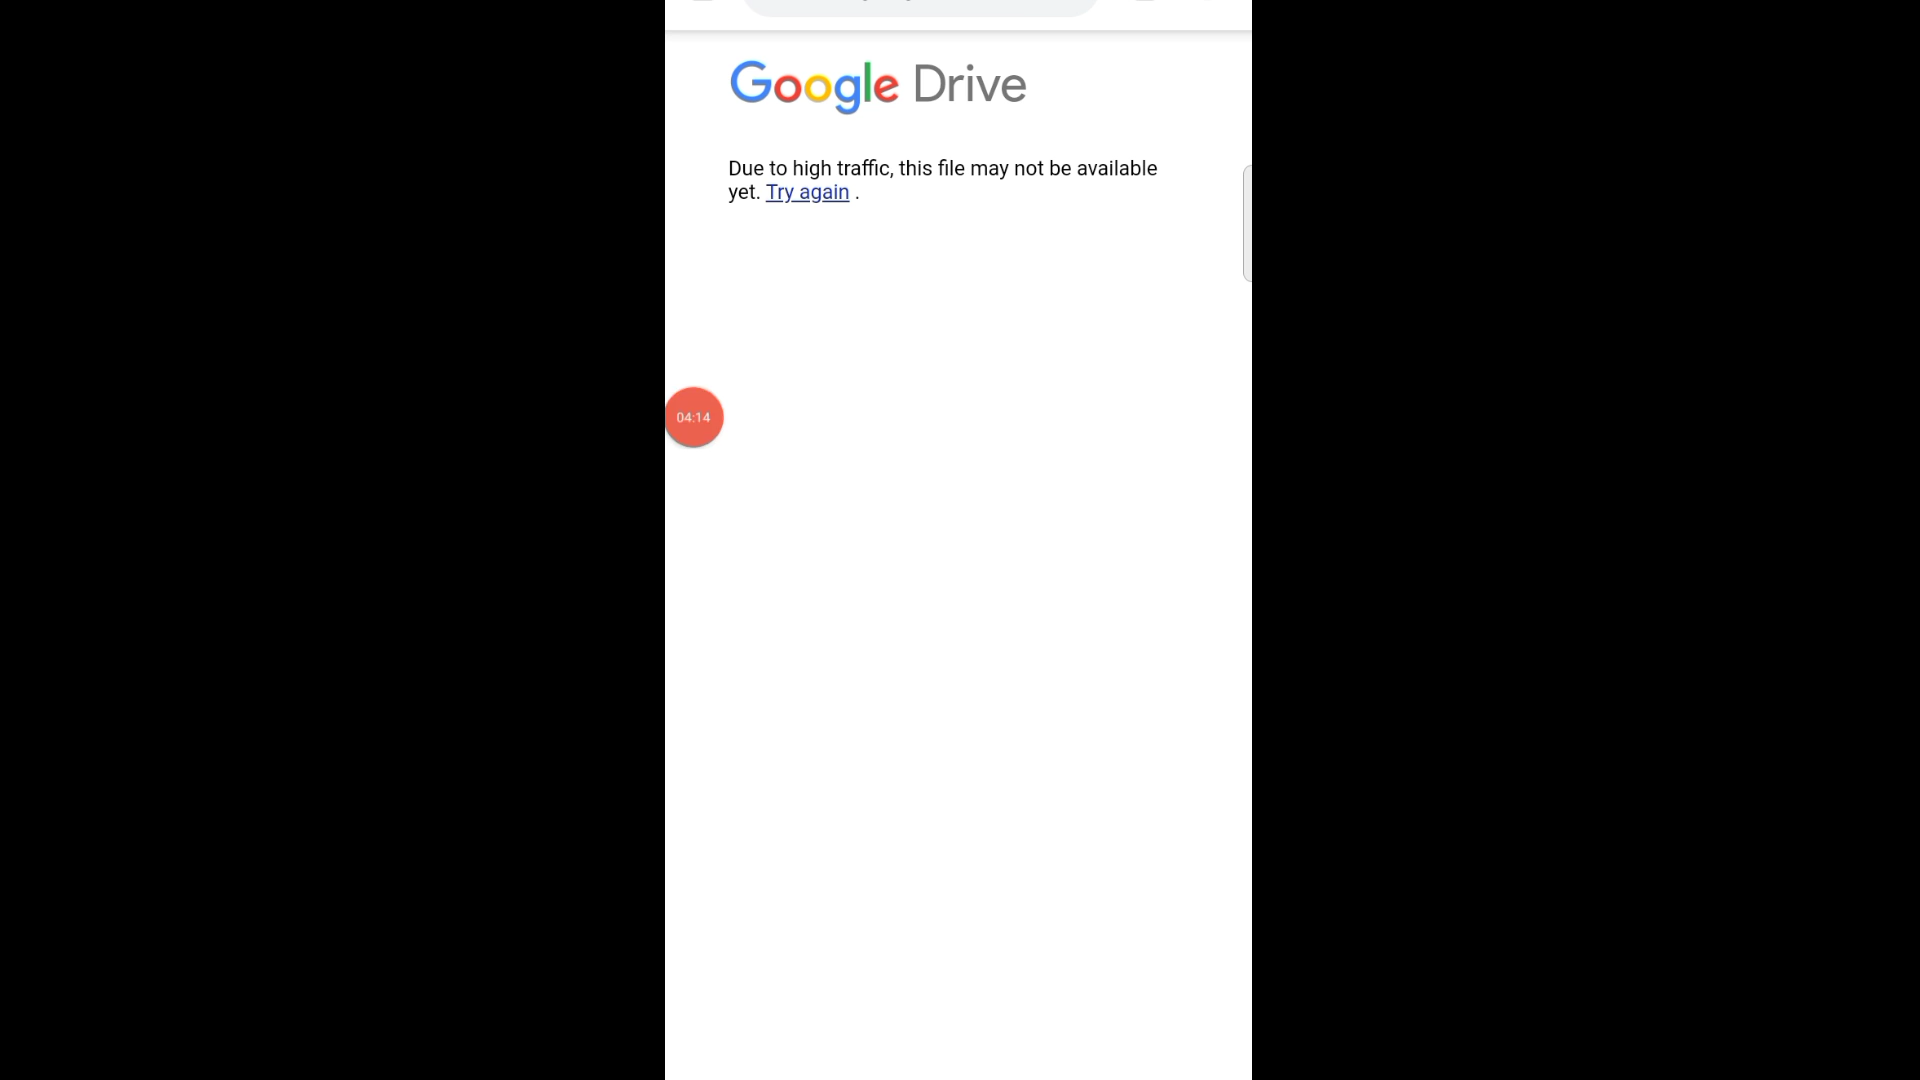 Google Drive
Due to high traffic, this file may not be available
yet. Try again .
04:14